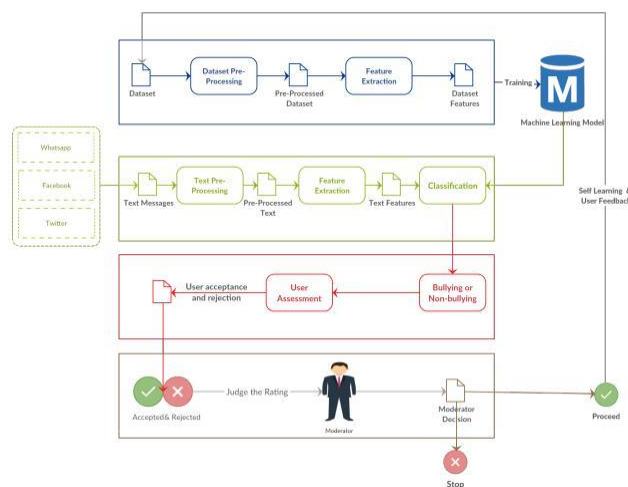 Dataset Pre-
Processing
Feature
Extraction
Dataset
Pre-Processed
Dataset
Dataset
Features
Training
M
Machine Learning Model
Whatsapp
Facebook
Twitter
Text Pre-
Processing
Feature
Extraction
Classification
Text Messages
Pre-Processed
Text
Text Features
Self Learning &
User Feedback
User acceptance
and rejection
User
Assessment
Bullying or
Non-bullying
Judge the Rating
Accepted& Rejected
Moderator
Moderator
Decision
Proceed
Stop